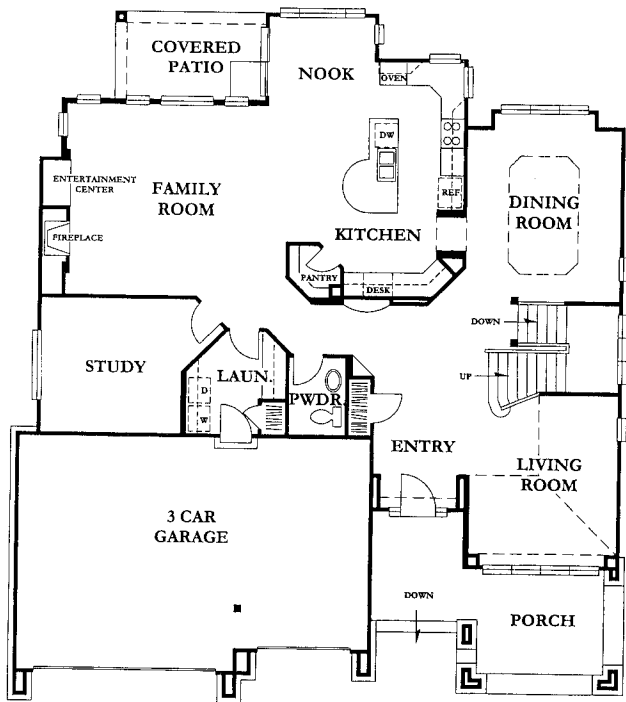 COVERED
PATIO
NOOK
OVEN
DW
ENTERTAINMENT
CENTER
FAMILY
ROOM
REF.
DINING
ROOM
FIREPLACE
KITCHEN
PANTRY
DESK
DOWN
STUDY
LAUN.
UP
D
PWDR.
W
ENTRY
LIVING
ROOM
3 CAR
GARAGE
DOWN
PORCH